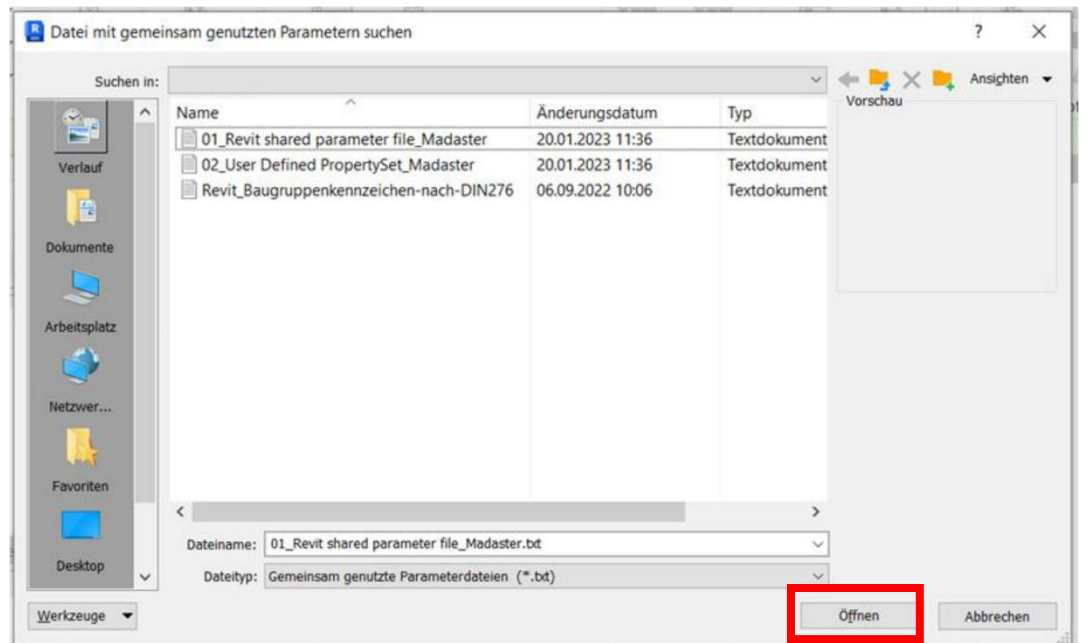 Datei mit gemeinsam genutzten Parametern suchen
Suchen in:
Ansichten
Vorschau
Name Änderungsdatum Typ
01_Revit shared parameter file_Madaster 20.01.2023 11:36 Textdokument
02_User Defined PropertySet_Madaster 20.01.2023 11:36 Textdokument
Revit_Baugruppenkennzeichen-nach-DIN276 06.09.2022 10:06 Textdokument
Verlauf
Dokumente
Arbeitsplatz
Netzwer...
Favoriten
Desktop
Dateiname: 01_Revit shared parameter file_Madaster.txt
Dateityp: Gemeinsam genutzte Parameterdateien (*.txt)
Werkzeuge
Öffnen
Abbrechen